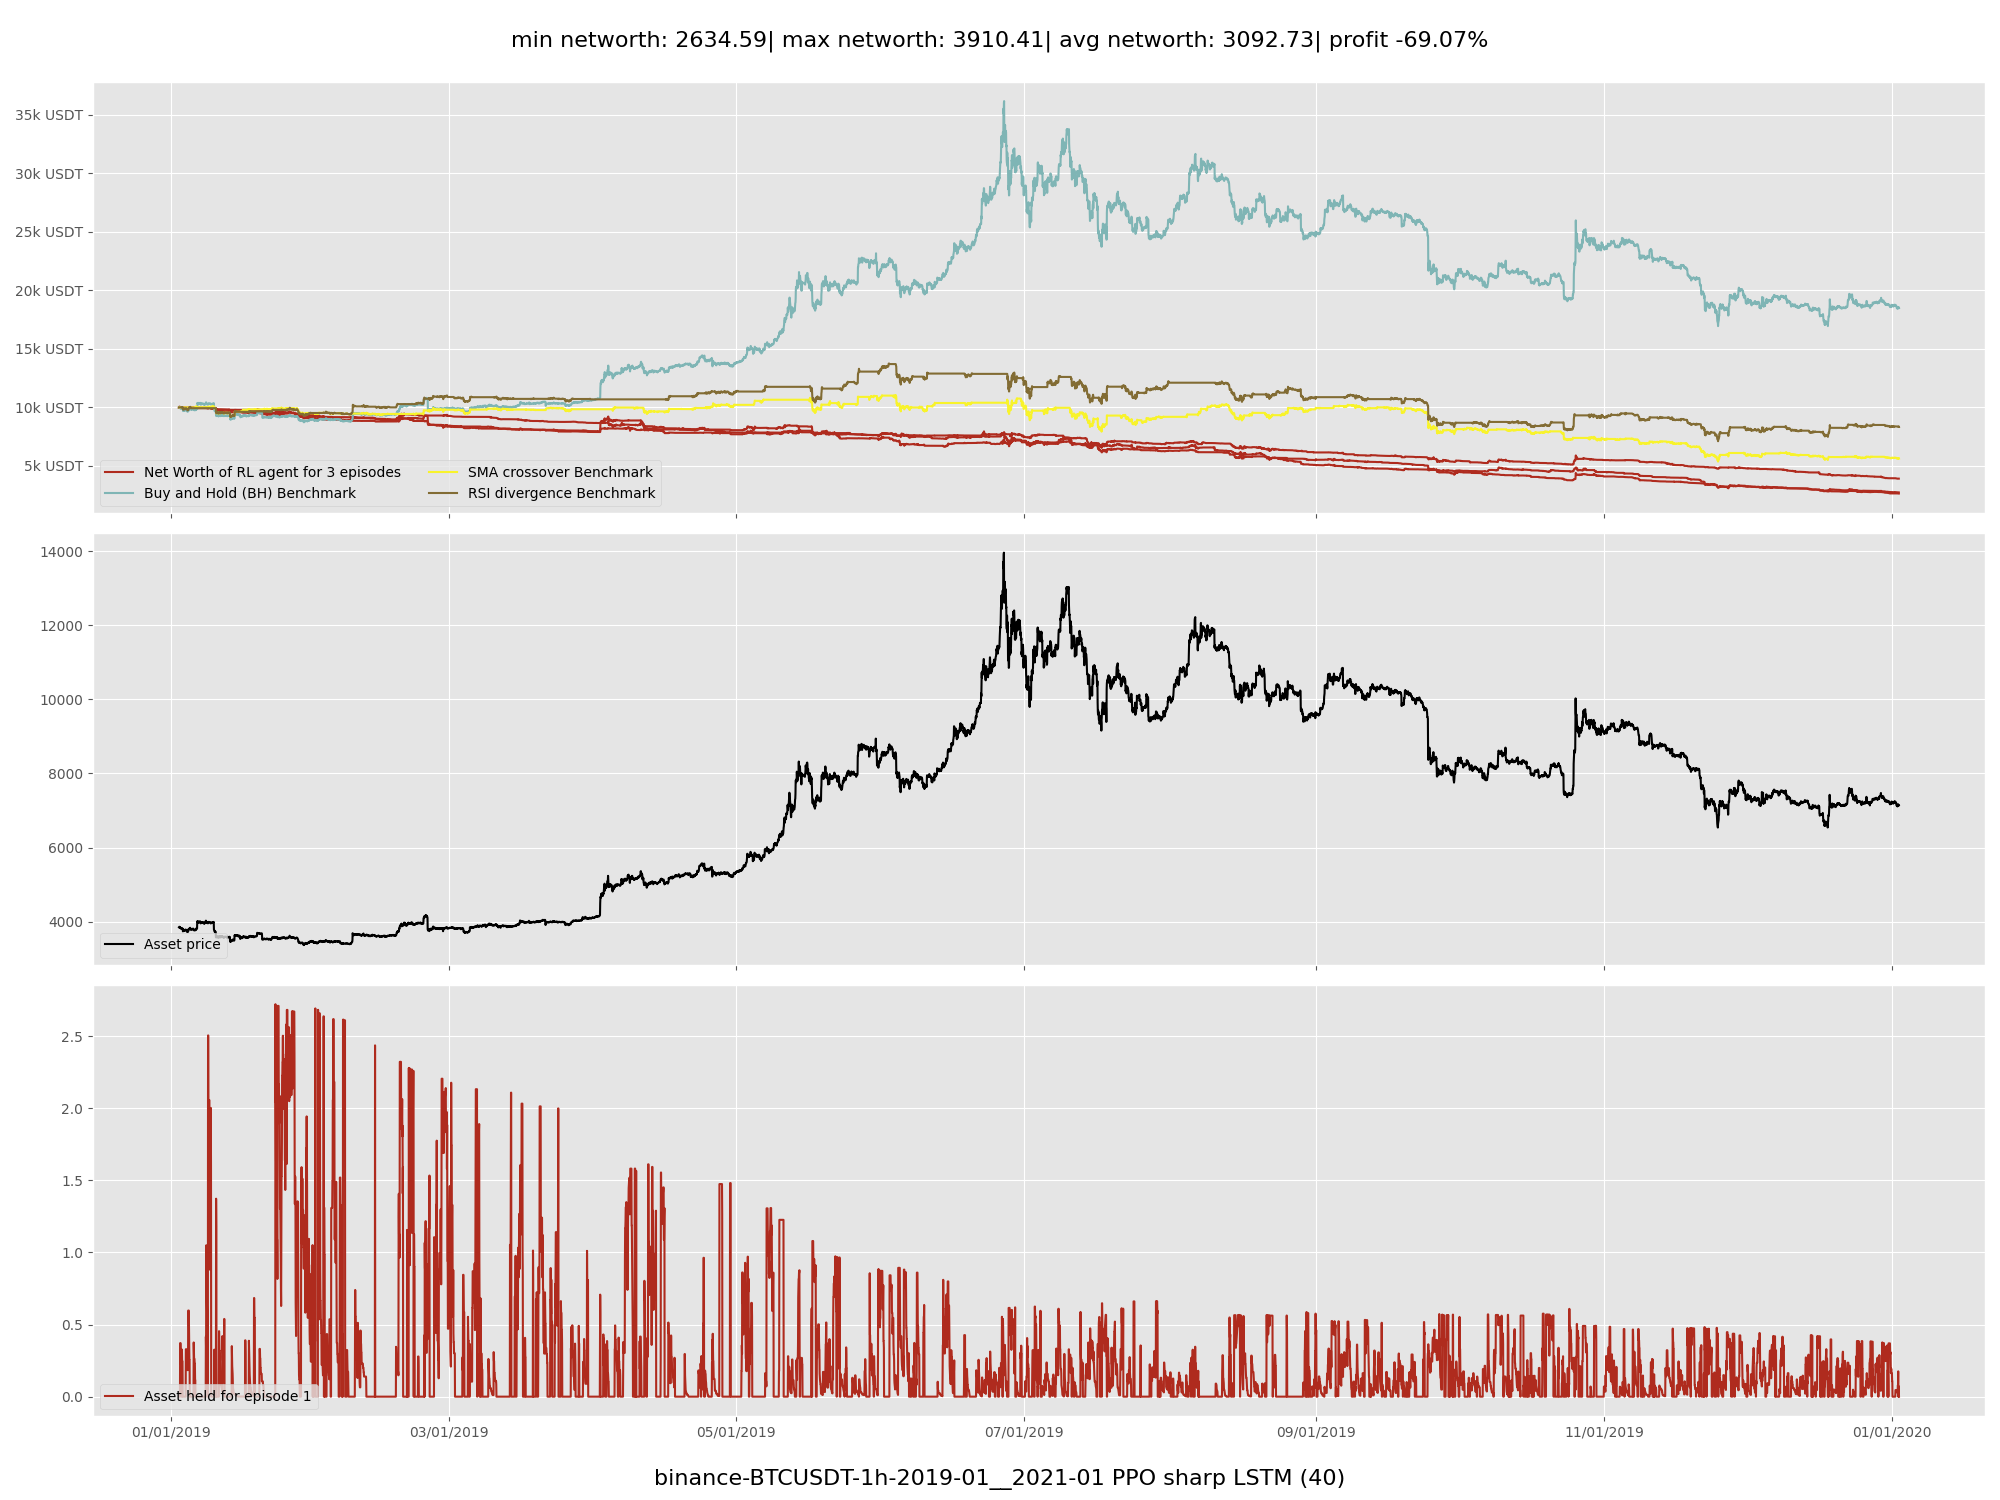 min networth: 2634.59| max networth: 3910.41| avg networth: 3092.73| profit -69.07%
35k USDT
30k USDT
25k USDT
20k USDT
15k USDT
10k USDT
5k USDT
Net Worth of RL agent for 3 episodes
Buy and Hold (BH) Benchmark
SMA crossover Benchmark
RSI divergence Benchmark
14000
12000
10000
8000
6000
4000
Asset price
2.5
2.0
1.5
1.0
0.5
0.0
Asset held for episode 1
01/01/2019 03/01/2019 05/01/2019 07/01/2019 09/01/2019 11/01/2019 01/01/2020
binance-BTCUSDT-1h-2019-01__2021-01 PPO sharp LSTM (40)